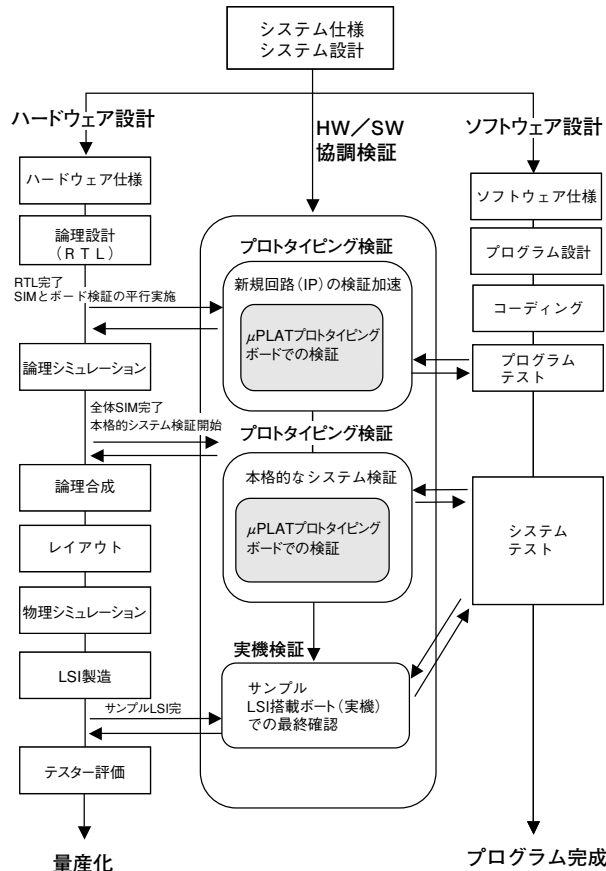 システム仕様
システム設計
ハードウェア設計
HW／SW
協調検証
ソフトウェア設計
ハードウェア仕様
論理設計
(RTL)
RTL完了
SIMとボード検証の平行実施
論理シミュレーション
全体SIM完了
本格的システム検証開始
論理合成
レイアウト
物理シミュレーション
LSI製造
サンプルLSI完
テスター評価
量産化
プロトタイピング検証
新規回路(IP)の検証加速
μPLATプロトタイピング
ボードでの検証
プロトタイピング検証
本格的なシステム検証
μPLATプロトタイピング
ボードでの検証
実機検証
サンプル
LSI搭載ボート(実機)
での最終確認
ソフトウェア仕様
プログラム設計
コーディング
プログラム
テスト
システム
テスト
プログラム完成